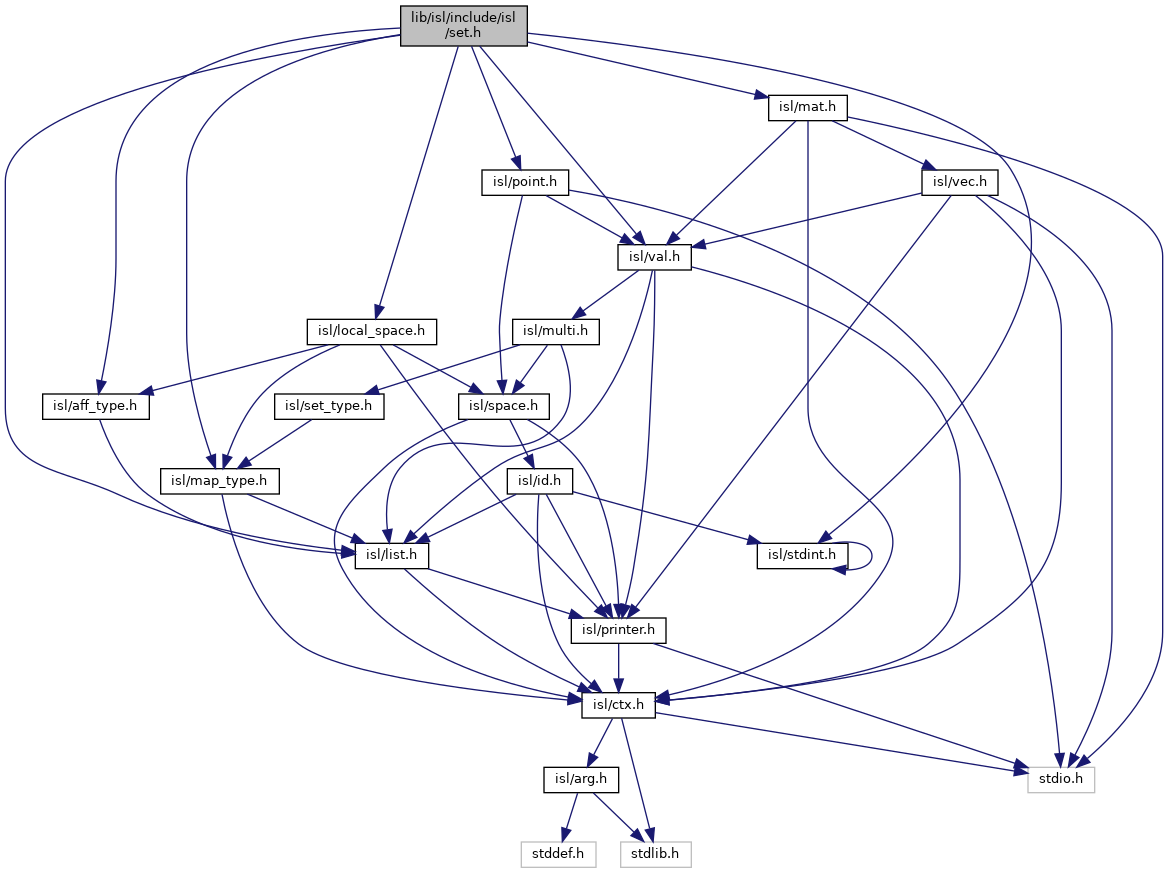 lib/isl/include/isl
/set.h
isl/mat.h
isl/point.h
isl/vec.h
isl/val.h
isl/local_space.h
isl/multi.h
isl/aff_type.h
isl/set_type.h
isl/space.h
isl/map_type.h
isl/id.h
isl/list.h
isl/stdint.h
isl/printer.h
isl/ctx.h
isl/arg.h
stdio.h
stddef.h
stdlib.h